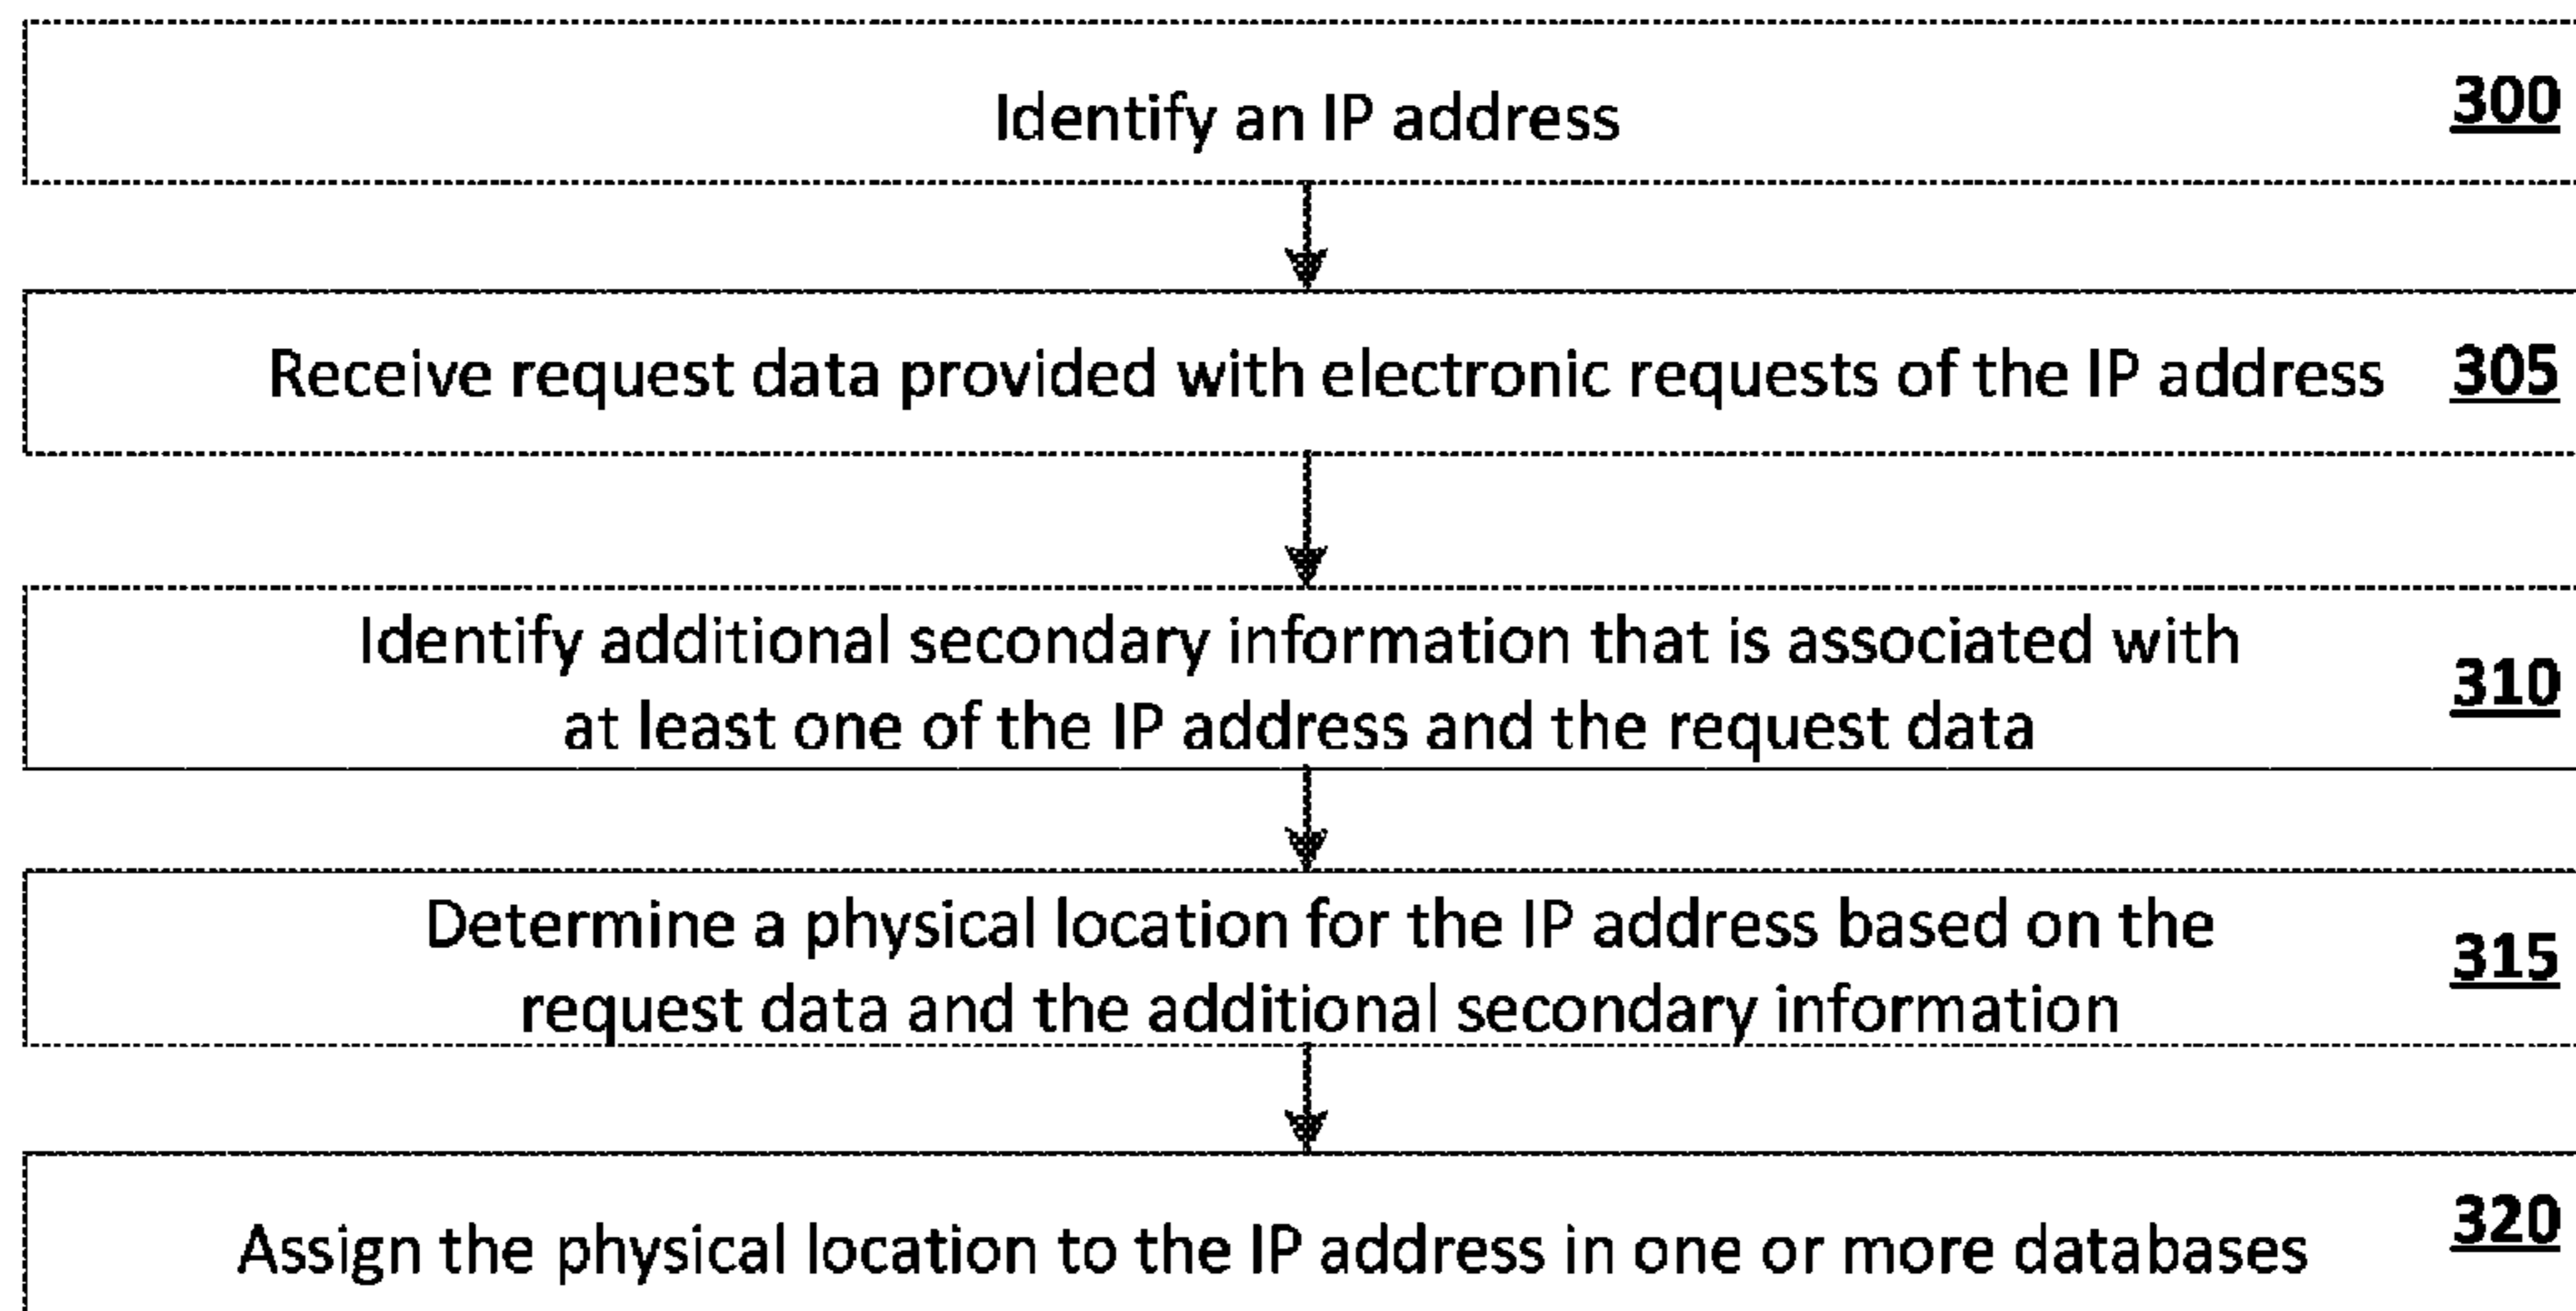 Identify an IP address 300
Receive request data provided with electronic requests of the IP address 305
Identify additional secondary information that is associated with
at least one of the IP address and the request data 310
Determine a physical location for the IP address based on the
request data and the additional secondary information 315
Assign the physical location to the IP address in one or more databases 320